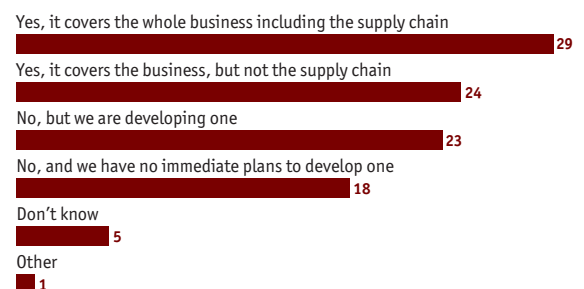 Yes, it covers the whole business including the supply chain
29
Yes, it covers the business, but not the supply chain
24
No, but we are developing one
23
No, and we have no immediate plans to develop one
18
Don’t know
5
Other
1